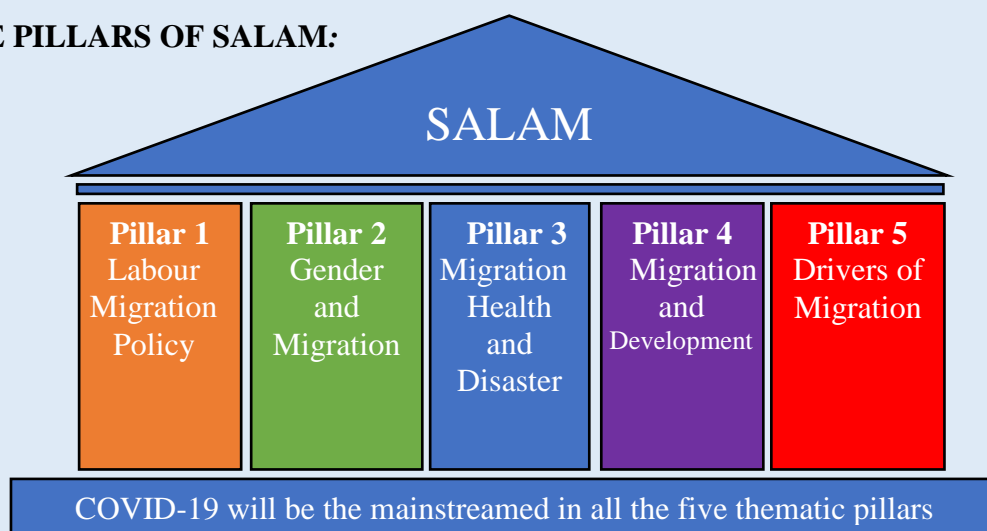 E PILLARS OF SALAM:
SALAM
Pillar 1
Labour
Migration
Policy
Pillar 2
Gender
and
Migration
Pillar 3
Migration
Health
and
Disaster
Pillar 4
Migration
and
Development
Pillar 5
Drivers of
Migration
COVID-19 will be the mainstreamed in all the five thematic pillars